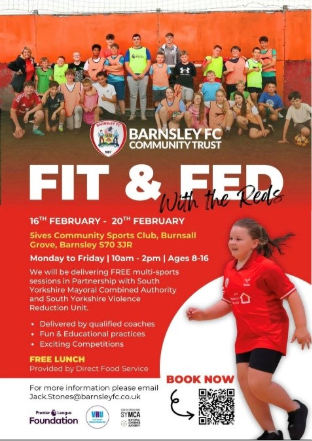 BARNSLEY FC
COMMUNITY TRUST
FIT & FED
With the Reds
16TH FEBRUARY - 20TH FEBRUARY
5ives Community Sports Club, Burnsall
Grove, Barnsley S70 3JR
Monday to Friday | 10am - 2pm | Ages 8-16
We will be delivering FREE multi-sports
sessions in Partnership with South
Yorkshire Mayoral Combined Authority
and South Yorkshire Violence
Reduction Unit.
• Delivered by qualified coaches
• Fun & Educational practices
• Exciting Competitions
FREE LUNCH
Provided by Direct Food Service
BOOK NOW
For more information please email
Jack.Stones@barnsleyfc.co.uk
Premier League
Foundation
VRU
SYMCA